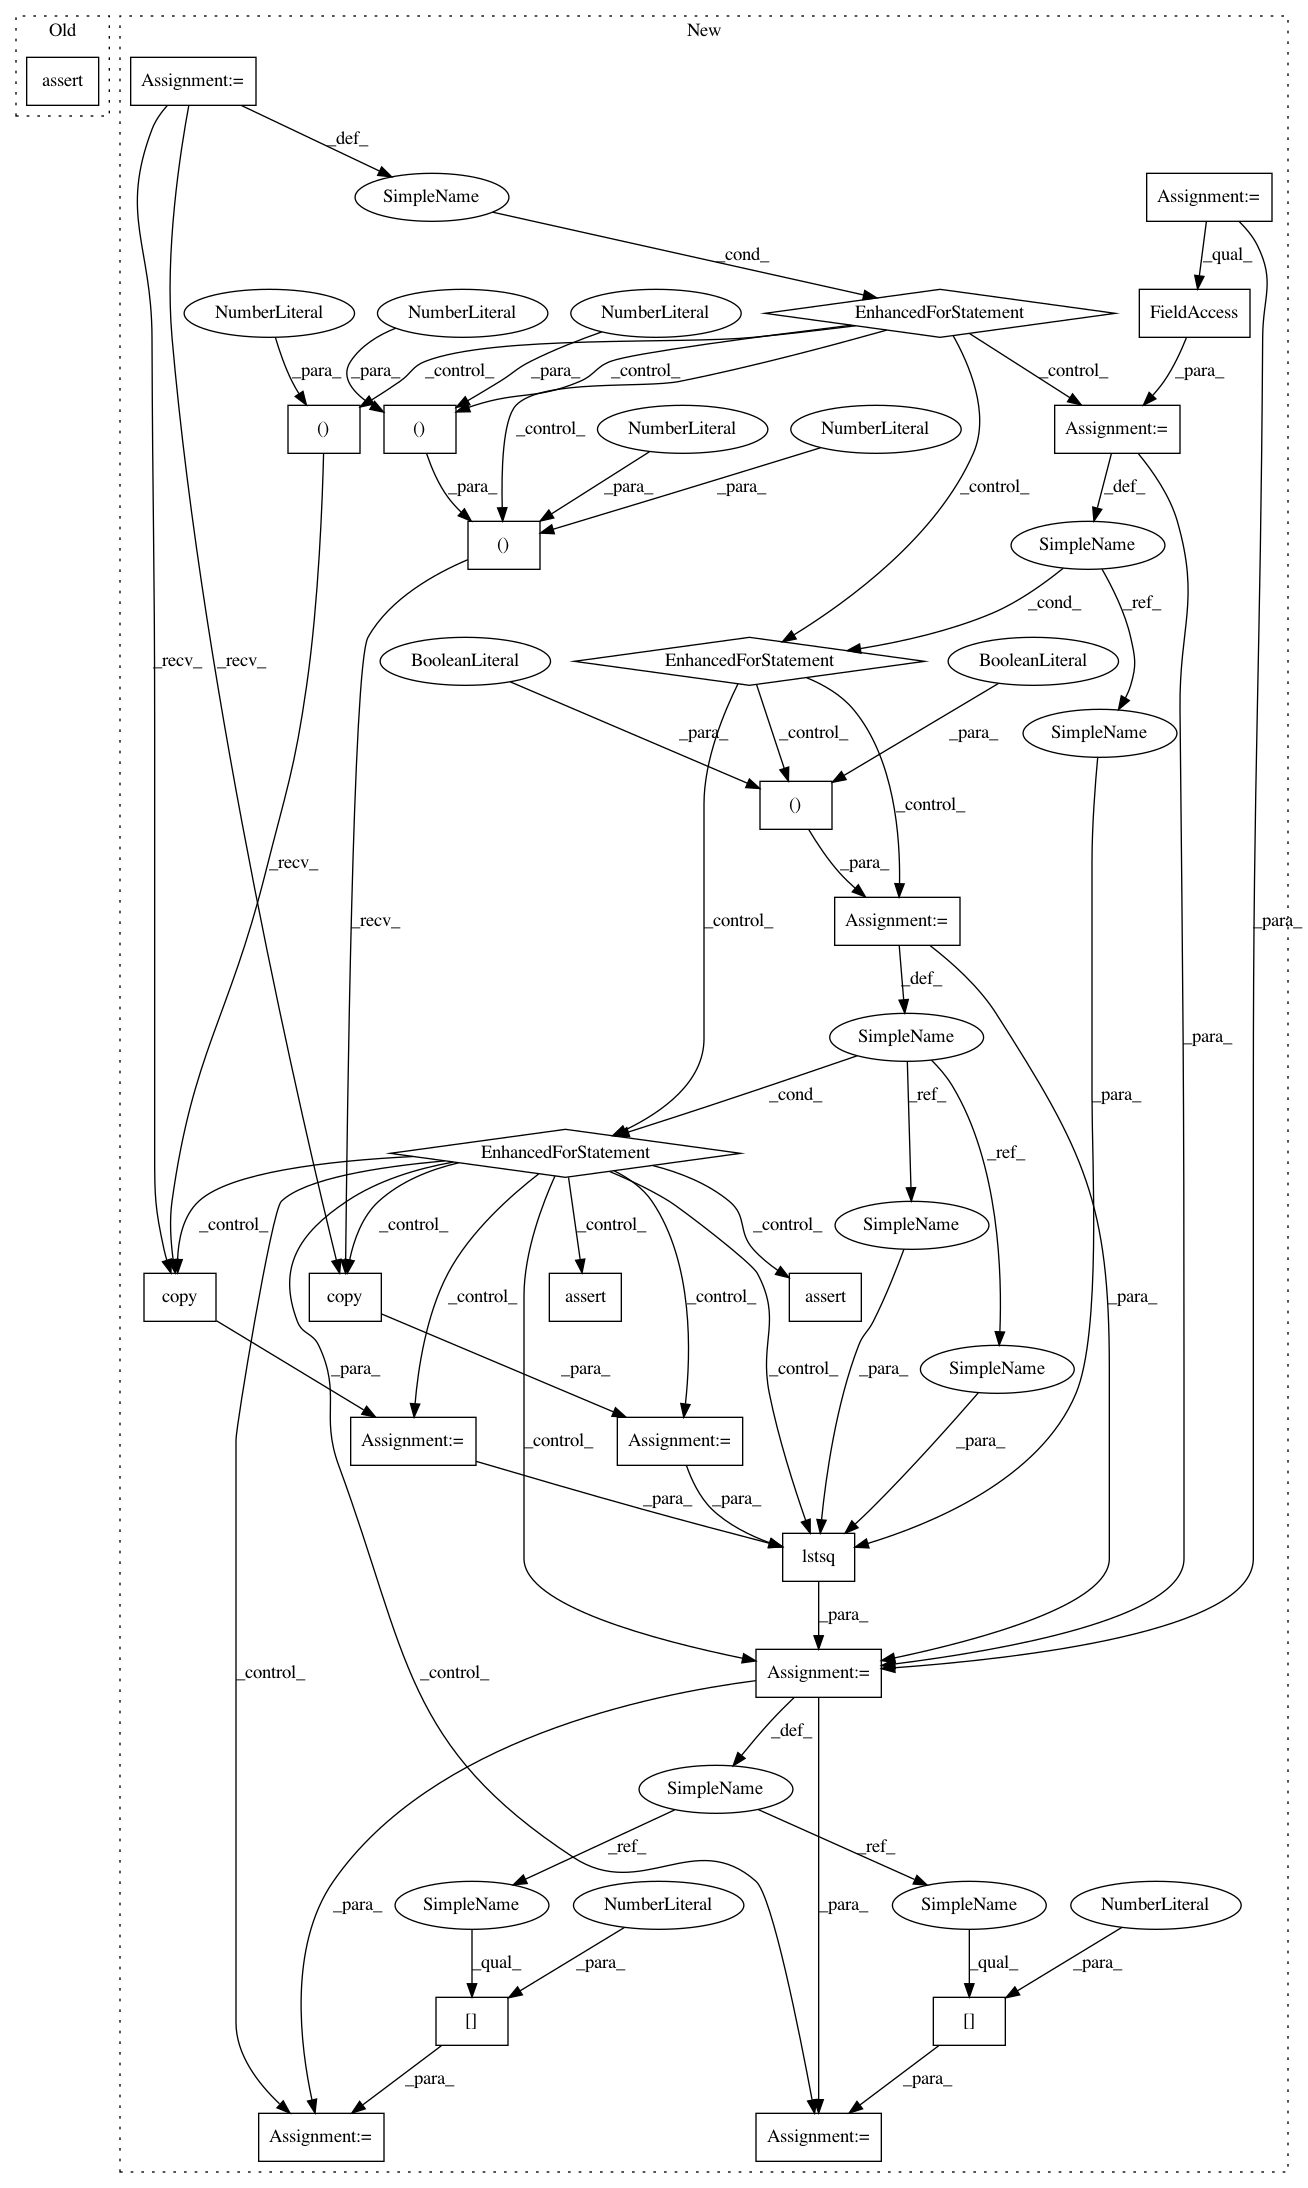 Old
New
assert
Assignment:=
_def_
SimpleName
Assignment:=
_cond_
_qual_
NumberLiteral
NumberLiteral
NumberLiteral
EnhancedForStatement
FieldAccess
_para_
_para_
_control_
_para_
_control_
_control_
_para_
()
()
_control_
NumberLiteral
NumberLiteral
Assignment:=
_para_
_para_
_para_
_control_
_def_
()
SimpleName
_cond_
_ref_
_recv_
_recv_
BooleanLiteral
EnhancedForStatement
BooleanLiteral
_para_
_control_
_para_
SimpleName
()
_control_
_recv_
_para_
_recv_
_control_
Assignment:=
_para_
_def_
SimpleName
_para_
_cond_
_ref_
_para_
EnhancedForStatement
_ref_
_control_
_control_
_control_
_control_
SimpleName
copy
copy
_control_
assert
_control_
assert
_para_
_para_
_para_
_control_
_para_
SimpleName
Assignment:=
Assignment:=
_control_
_para_
_para_
_para_
lstsq
_para_
_control_
_control_
Assignment:=
_def_
SimpleName
_ref_
_ref_
_para_
SimpleName
NumberLiteral
_para_
SimpleName
NumberLiteral
_qual_
_para_
_qual_
_para_
[]
[]
_para_
_para_
Assignment:=
Assignment:=